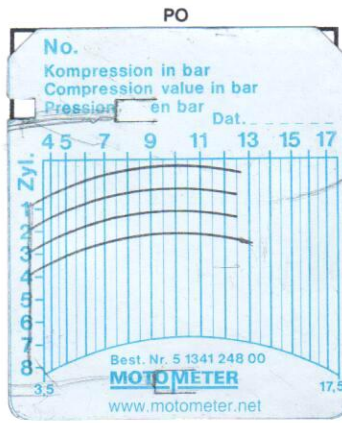 PO
No.
Kompression in bar
Compression value in bar
Pression en bar
Dat.
4 5 7 9 11 13 15 17
Zyl.
1
2
3
4
5
6
7
8
3,5 17,5
Best. Nr. 5 1341 248 00
MOTOMETER
www.motometer.net